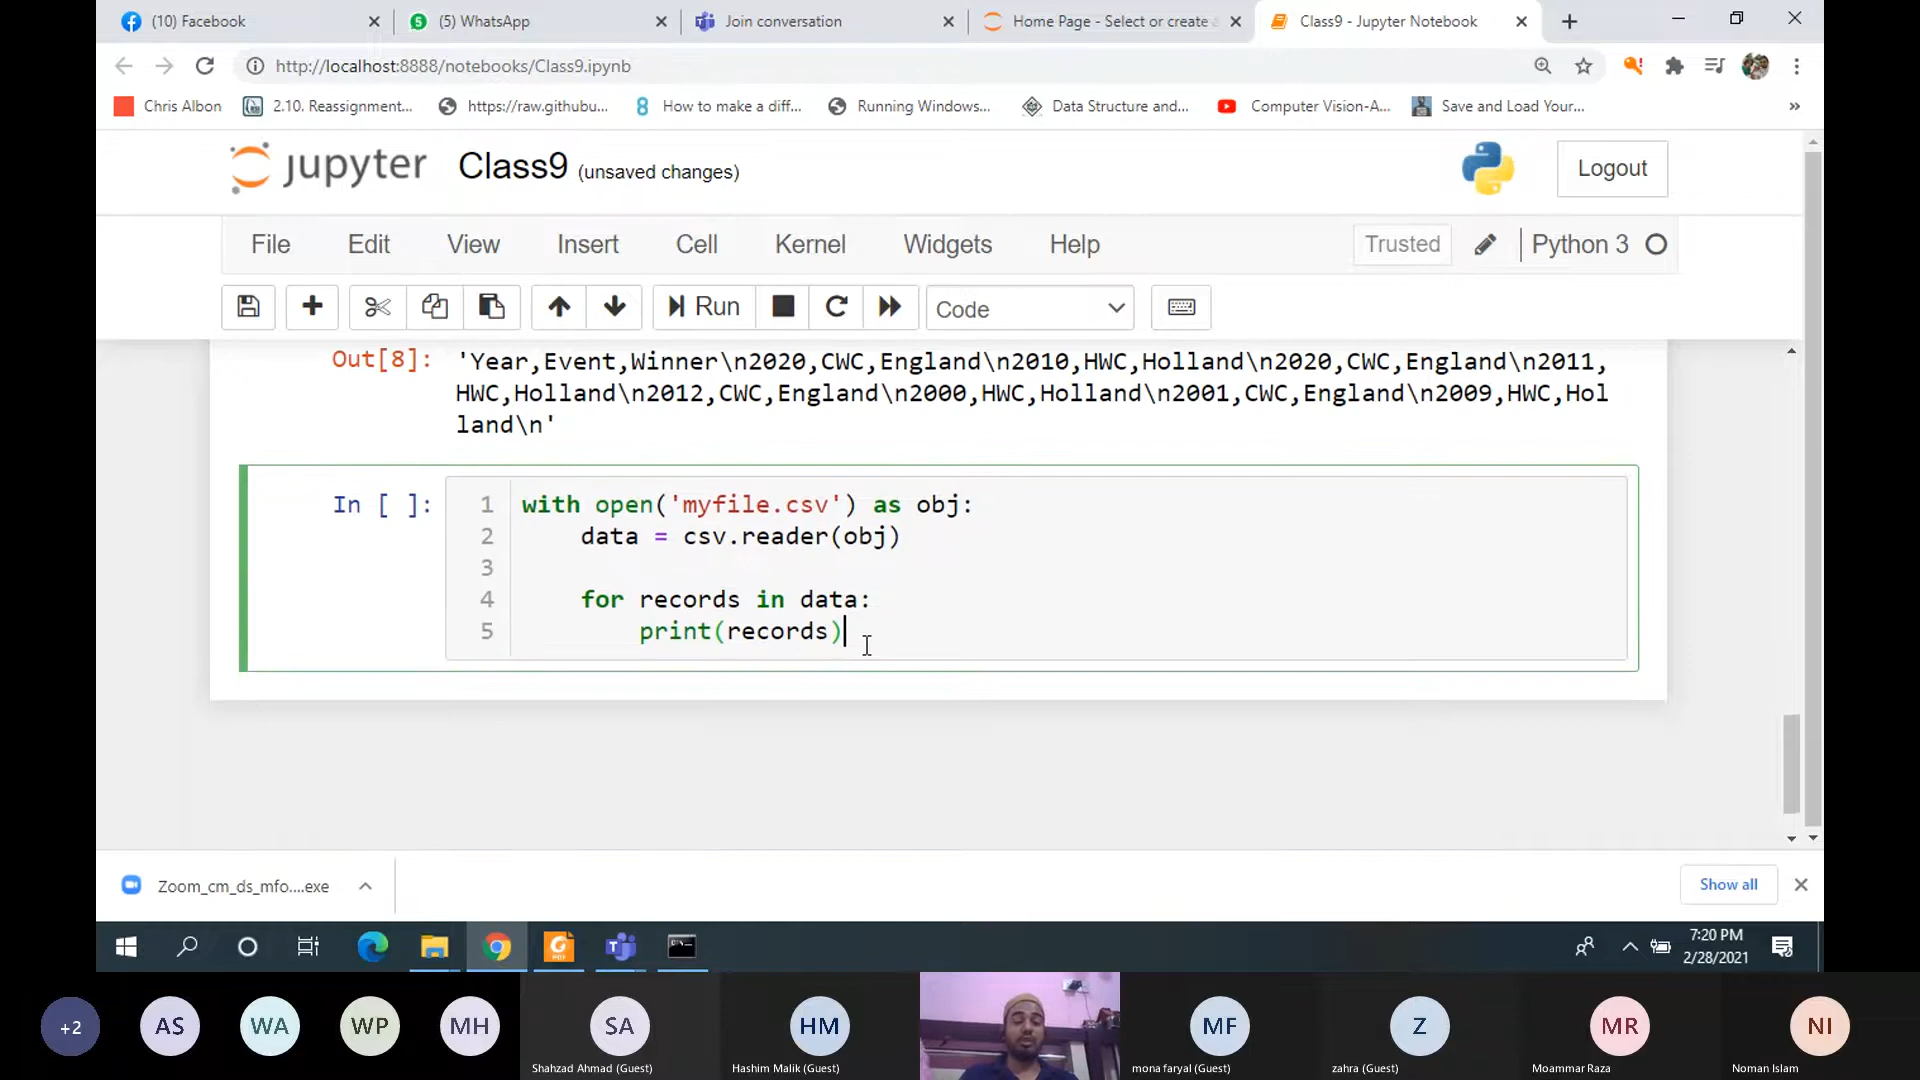 (10) Facebook
5
(5) WhatsApp
Join conversation
Home Page - Select or create a
Class9 - Jupyter Notebook
http://localhost:8888/notebooks/Class9.ipynb
Chris Albon
2.10. Reassignment...
https://raw.githubu...
8
How to make a diff...
Running Windows...
Data Structure and...
Computer Vision-A...
Save and Load Your...
»
jupyter
Class9 (unsaved changes)
Logout
File
Edit
View
Insert
Cell
Kernel
Widgets
Help
Trusted
Python 3
Run
Code
Out[8]:
'Year,Event,Winner\n2020,CWC,England\n2010,HWC,Holland\n2020,CWC,England\n2011,
HWC,Holland\n2012,CWC,England\n2000,HWC,Holland\n2001,CWC,England\n2009,HWC,Hol
land\n'
In [ ]:
1 with open('myfile.csv') as obj:
2 data = csv.reader(obj)
3
4 for records in data:
5 print(records)
Zoom_cm_ds_mfo....exe
Show all
7:20 PM
2/28/2021
+2
AS
WA
WP
MH
SA
HM
MF
Z
MR
NI
Shahzad Ahmad (Guest)
Hashim Malik (Guest)
mona faryal (Guest)
zahra (Guest)
Moammar Raza
Noman Islam